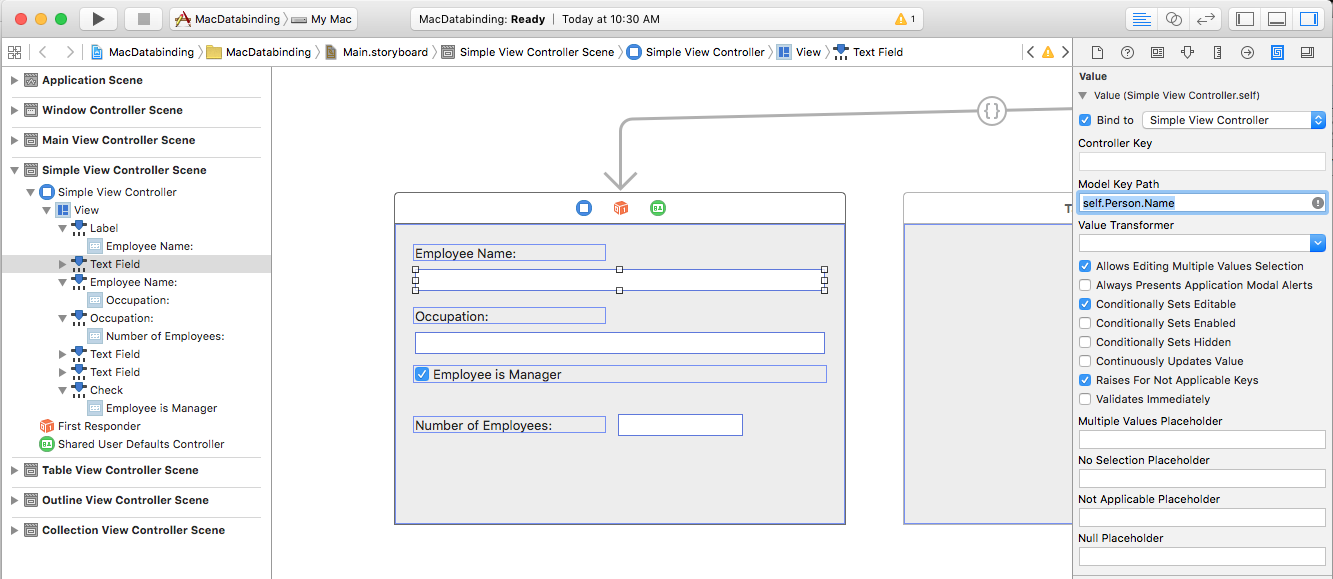 MacDatabinding My Mac
MacDatabinding: Ready Today at 10:30 AM
1
MacDatabinding MacDatabinding Main.storyboard Simple View Controller Scene Simple View Controller View Text Field
Application Scene
Window Controller Scene
Main View Controller Scene
Simple View Controller Scene
Simple View Controller
View
Label
Employee Name:
Text Field
Employee Name:
Occupation:
Occupation:
Number of Employees:
Text Field
Text Field
Check
Employee is Manager
First Responder
Shared User Defaults Controller
Table View Controller Scene
Outline View Controller Scene
Collection View Controller Scene
{}
Employee Name:
Occupation:
Employee is Manager
Number of Employees:
T
Value
Value (Simple View Controller.self)
Bind to Simple View Controller
Controller Key
Model Key Path
self.Person.Name
Value Transformer
Allows Editing Multiple Values Selection
Always Presents Application Modal Alerts
Conditionally Sets Editable
Conditionally Sets Enabled
Conditionally Sets Hidden
Continuously Updates Value
Raises For Not Applicable Keys
Validates Immediately
Multiple Values Placeholder
No Selection Placeholder
Not Applicable Placeholder
Null Placeholder